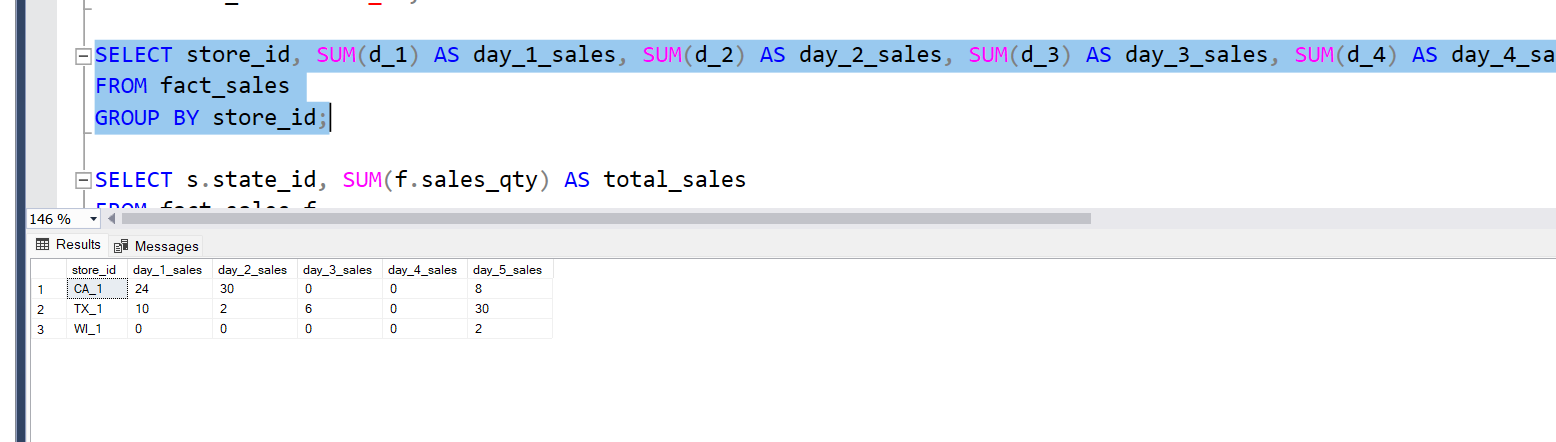 SELECT store_id, SUM(d_1) AS day_1_sales, SUM(d_2) AS day_2_sales, SUM(d_3) AS day_3_sales, SUM(d_4) AS day_4_sa
FROM fact_sales
GROUP BY store_id;
SELECT s.state_id, SUM(f.sales_qty) AS total_sales
FROM fact_sales f
146 %
Results Messages
store_id day_1_sales day_2_sales day_3_sales day_4_sales day_5_sales
1 CA_1 24 30 0 0 8
2 TX_1 10 2 6 0 30
3 WI_1 0 0 0 0 2